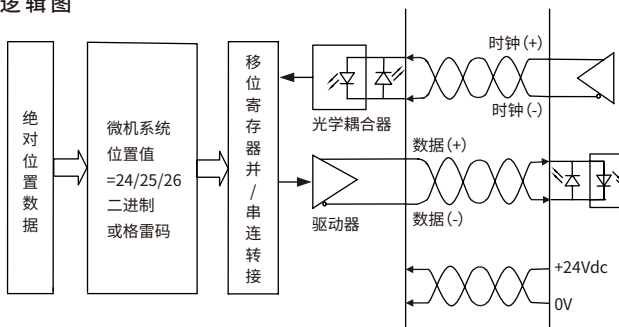 逻辑图
绝对位置数据
微机系统
位置值
=24/25/26
二进制
或格雷码
移位寄存器并/串连转接
光学耦合器
驱动器
时钟(+)
时钟(-)
数据(+)
数据(-)
+24Vdc
0V